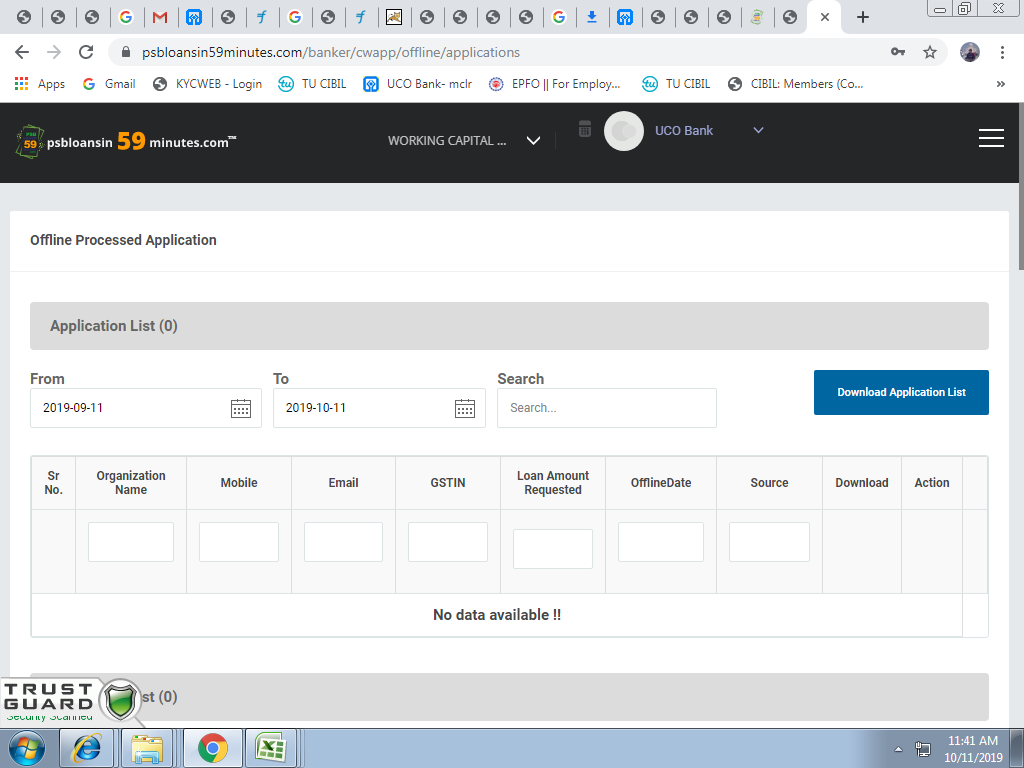 psbloansin59minutes.com/banker/cwapp/offline/applications
Apps
Gmail
KYCWEB - Login
TU CIBIL
UCO Bank- mclr
EPFO || For Employ...
TU CIBIL
CIBIL: Members (Co...
»
psbloansin 59 minutes.com™
WORKING CAPITAL ...
UCO Bank
Offline Processed Application
Application List (0)
From
To
Search
2019-09-11
2019-10-11
Search...
Download Application List
Sr No.
Organization Name
Mobile
Email
GSTIN
Loan Amount Requested
OfflineDate
Source
Download
Action
No data available !!
st (0)
TRUST
GUARD
Security Scanned
11:41 AM
10/11/2019